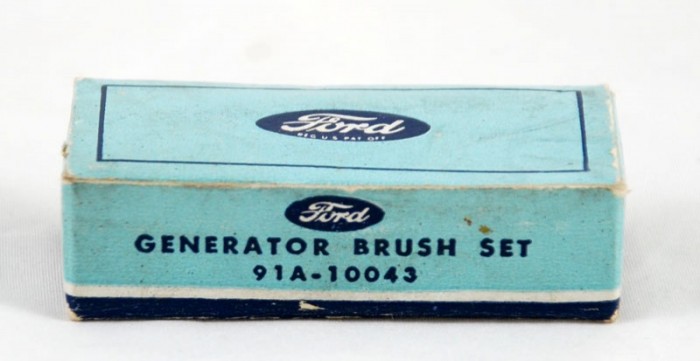 Ford
REG. U.S. PAT. OFF.
Ford
GENERATOR BRUSH SET
91A-10043